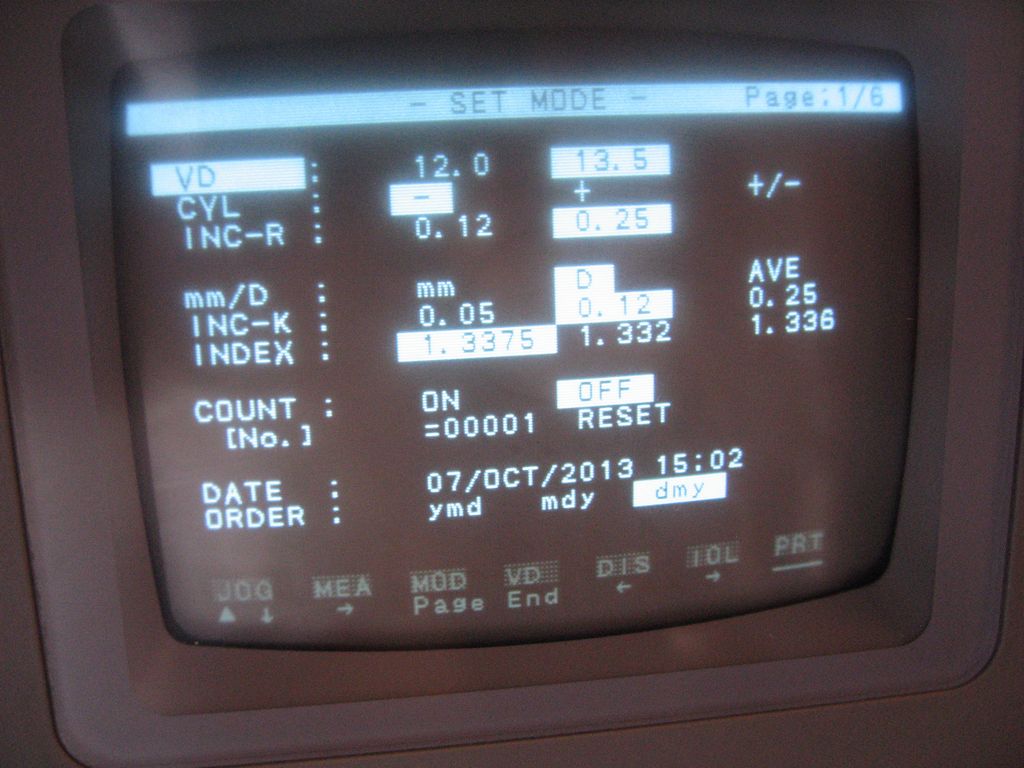 - SET MODE - Page:1/6
VD : 12.0 13.5
CYL : - + +/-
INC-R : 0.12 0.25
mm/D : mm D AVE
INC-K : 0.05 0.12 0.25
INDEX : 1.3375 1.332 1.336
COUNT : ON OFF
[No.] =00001 RESET
DATE : 07/OCT/2013 15:02
ORDER : ymd mdy dmy
JOG MEA MOD VD DIS IOL PRT
▲ ↓ → Page End ← →